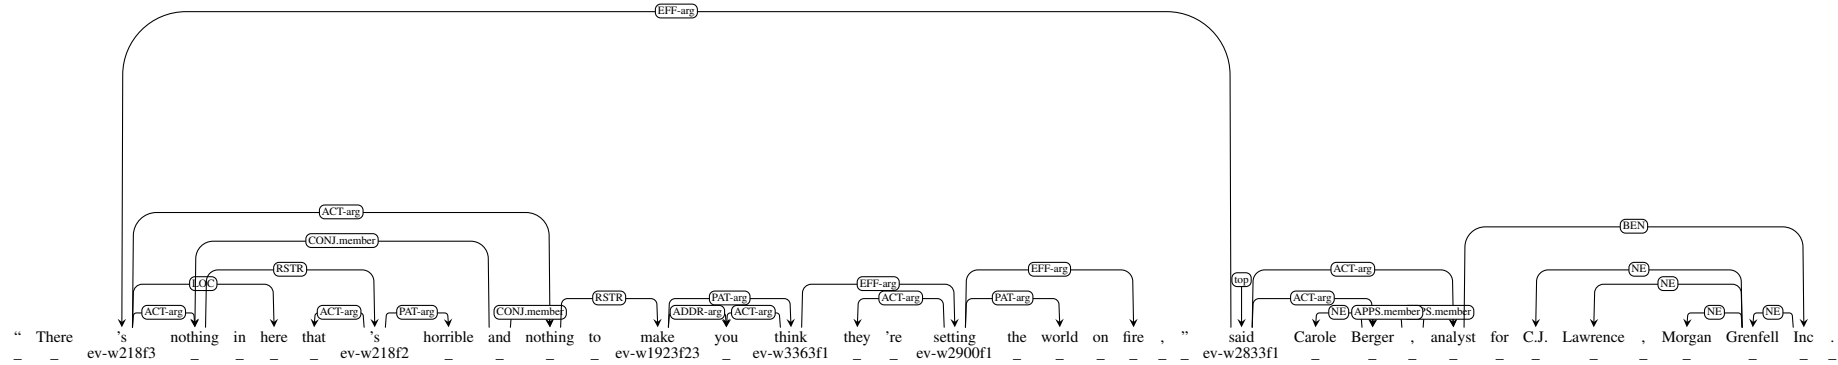 EFF-arg
ACT-arg
BEN
CONJ.member
RSTR EFF-arg ACT-arg NE
LOC EFF-arg top NE
RSTR PAT-arg ACT-arg PAT-arg ACT-arg
ACT-arg ACT-arg PAT-arg CONJ.member ADDR-arg ACT-arg NE APPS.member PS.member NE NE
“ There 's nothing in here that 's horrible and nothing to make you think they 're setting the world on fire , ” said Carole Berger , analyst for C.J. Lawrence , Morgan Grenfell Inc .
_ _ ev-w218f3 _ _ _ _ ev-w218f2 _ _ _ _ ev-w1923f23 _ ev-w3363f1 _ _ ev-w2900f1 _ _ _ _ _ _ ev-w2833f1 _ _ _ _ _ _ _ _ _ _ _ _